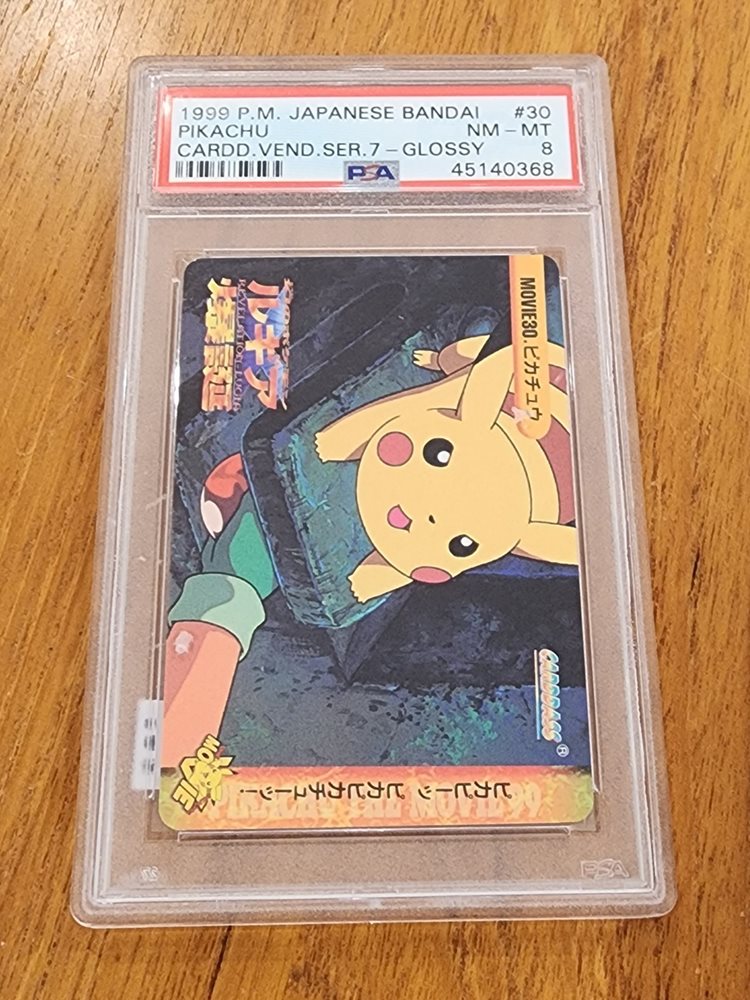 1999 P.M. JAPANESE BANDAI #30
PIKACHU NM - MT
CARDD.VEND.SER.7 - GLOSSY 8
PSA 45140368
MOVIE30.ピカチュウ
ルギア
爆誕
REVELATION-LUGIA
CARDDASS ®
MOVIE
ピカピーッ ピカピカチューッ!
PSA